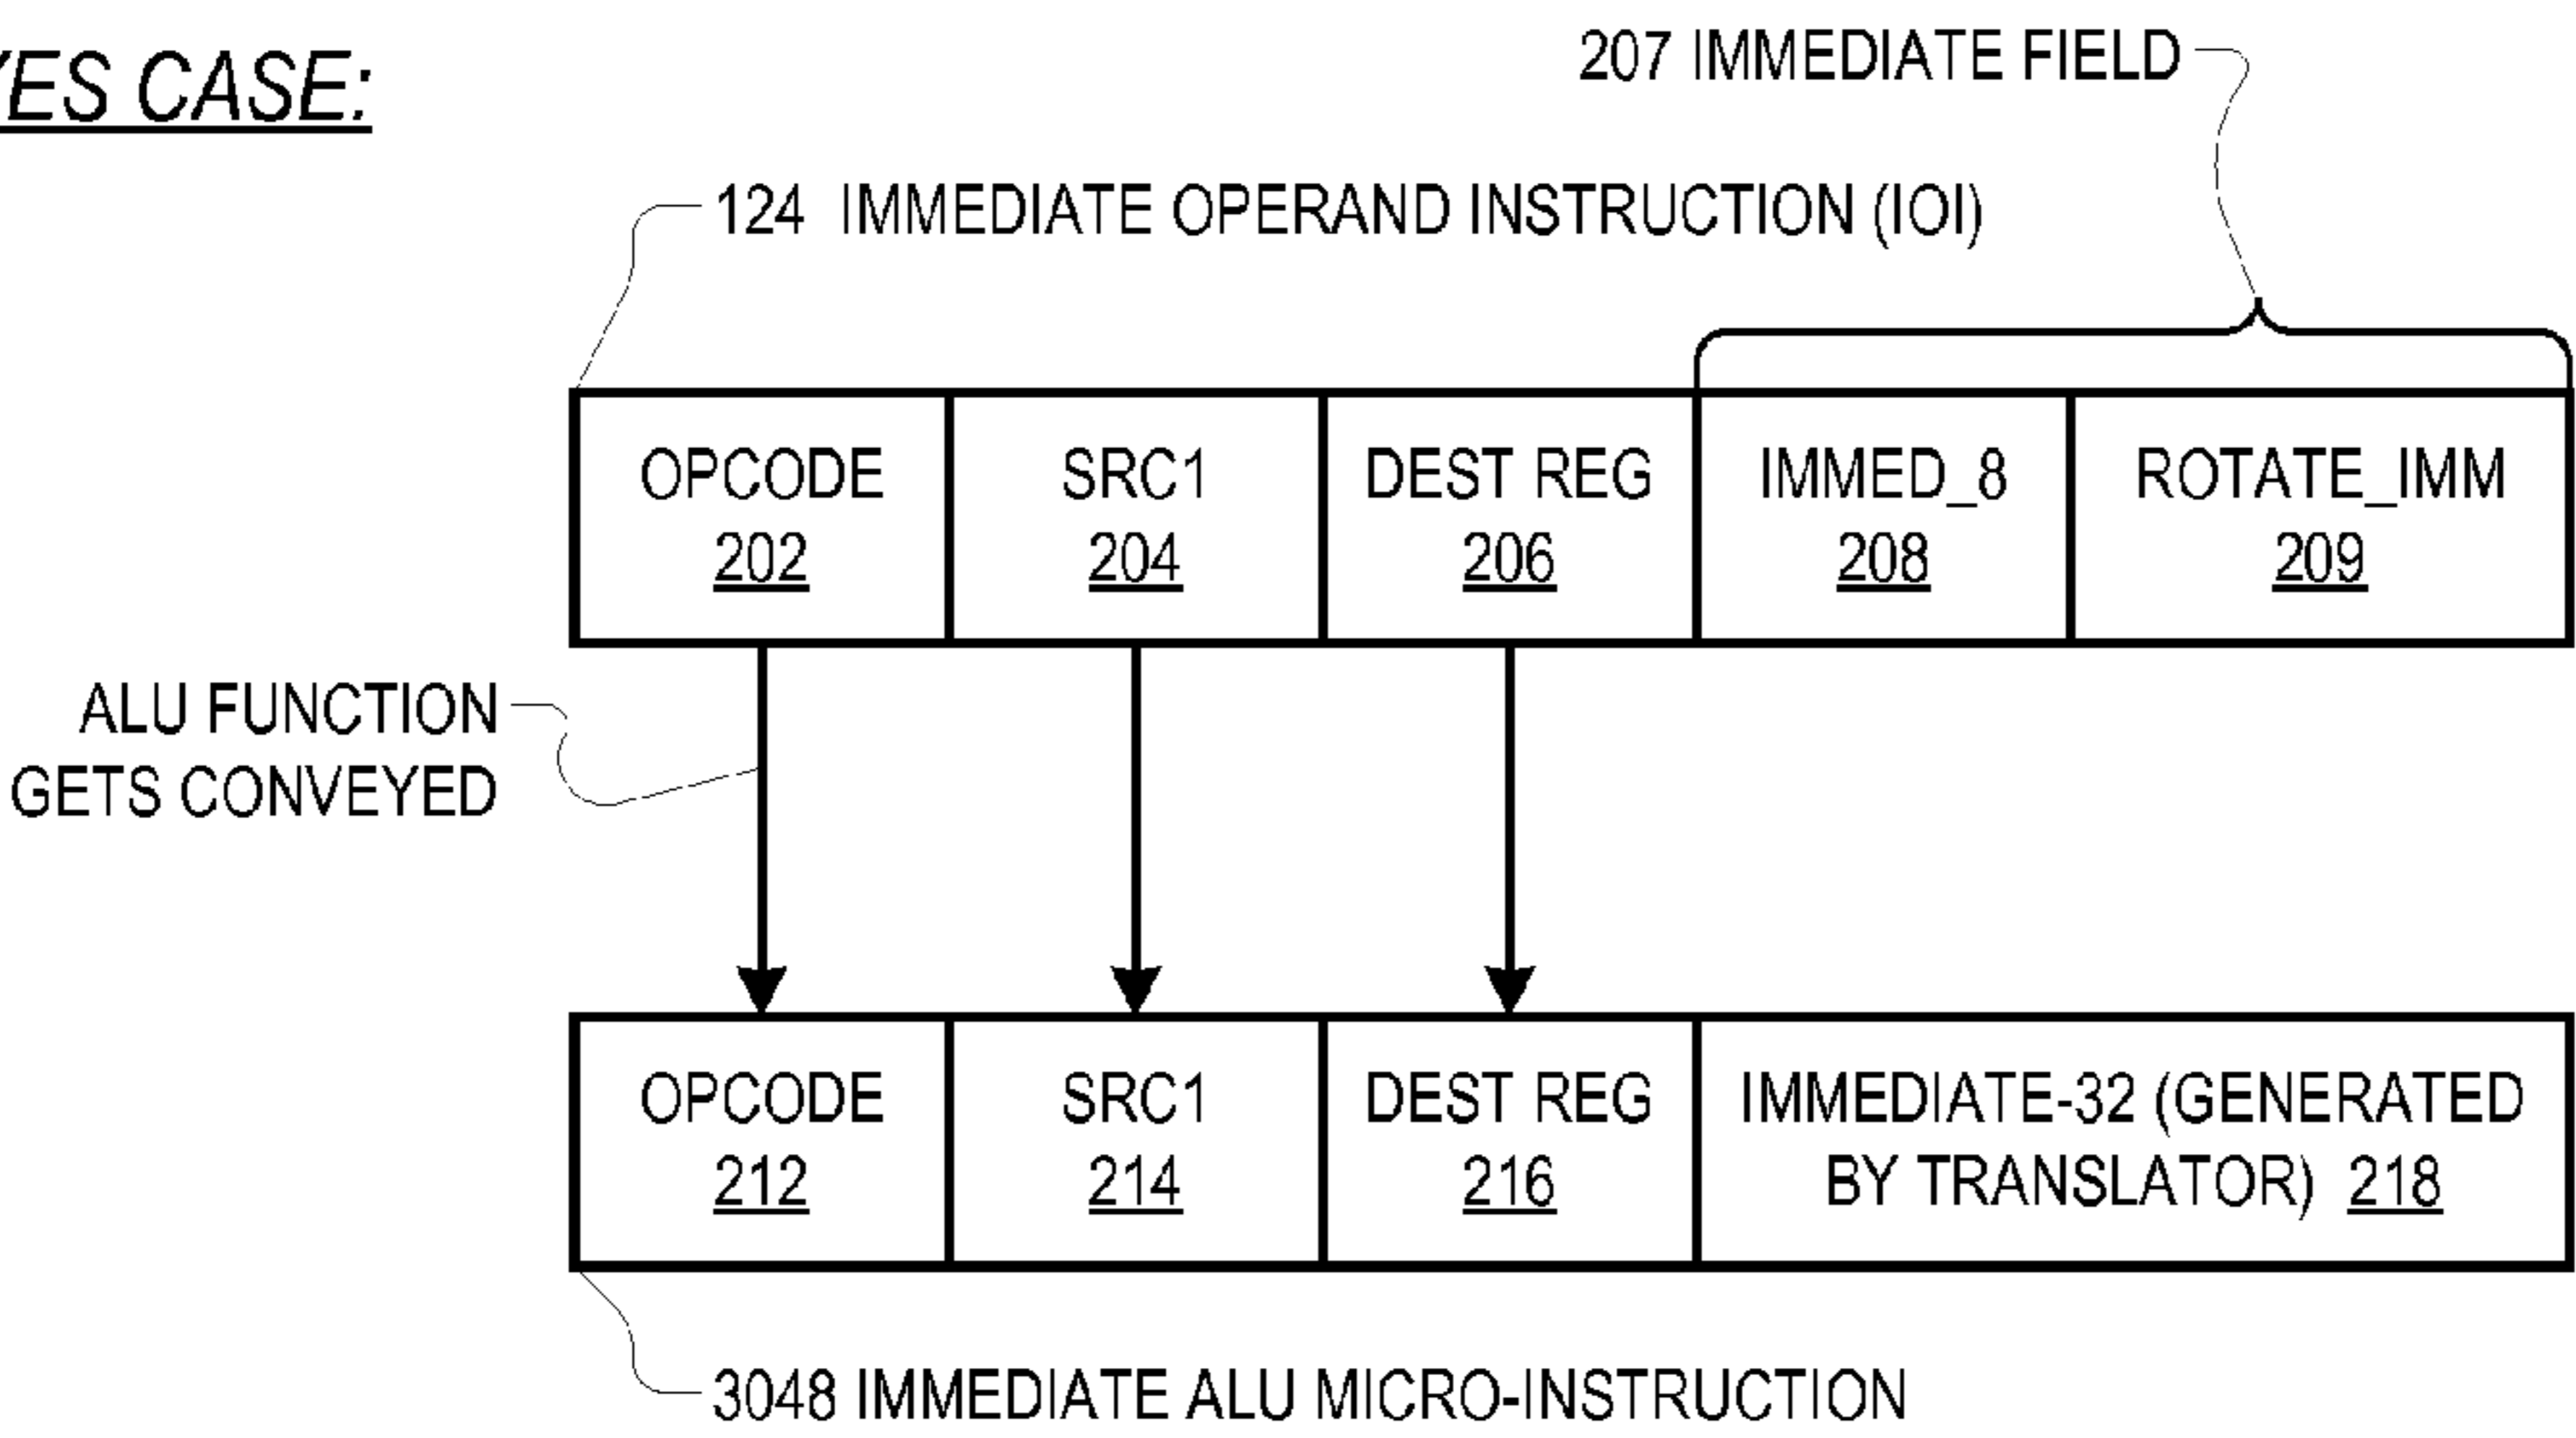 YES CASE:
207 IMMEDIATE FIELD
124 IMMEDIATE OPERAND INSTRUCTION (IOI)
OPCODE
202
SRC1
204
DEST REG
206
IMMED_8
208
ROTATE_IMM
209
ALU FUNCTION
GETS CONVEYED
OPCODE
212
SRC1
214
DEST REG
216
IMMEDIATE-32 (GENERATED
BY TRANSLATOR) 218
3048 IMMEDIATE ALU MICRO-INSTRUCTION